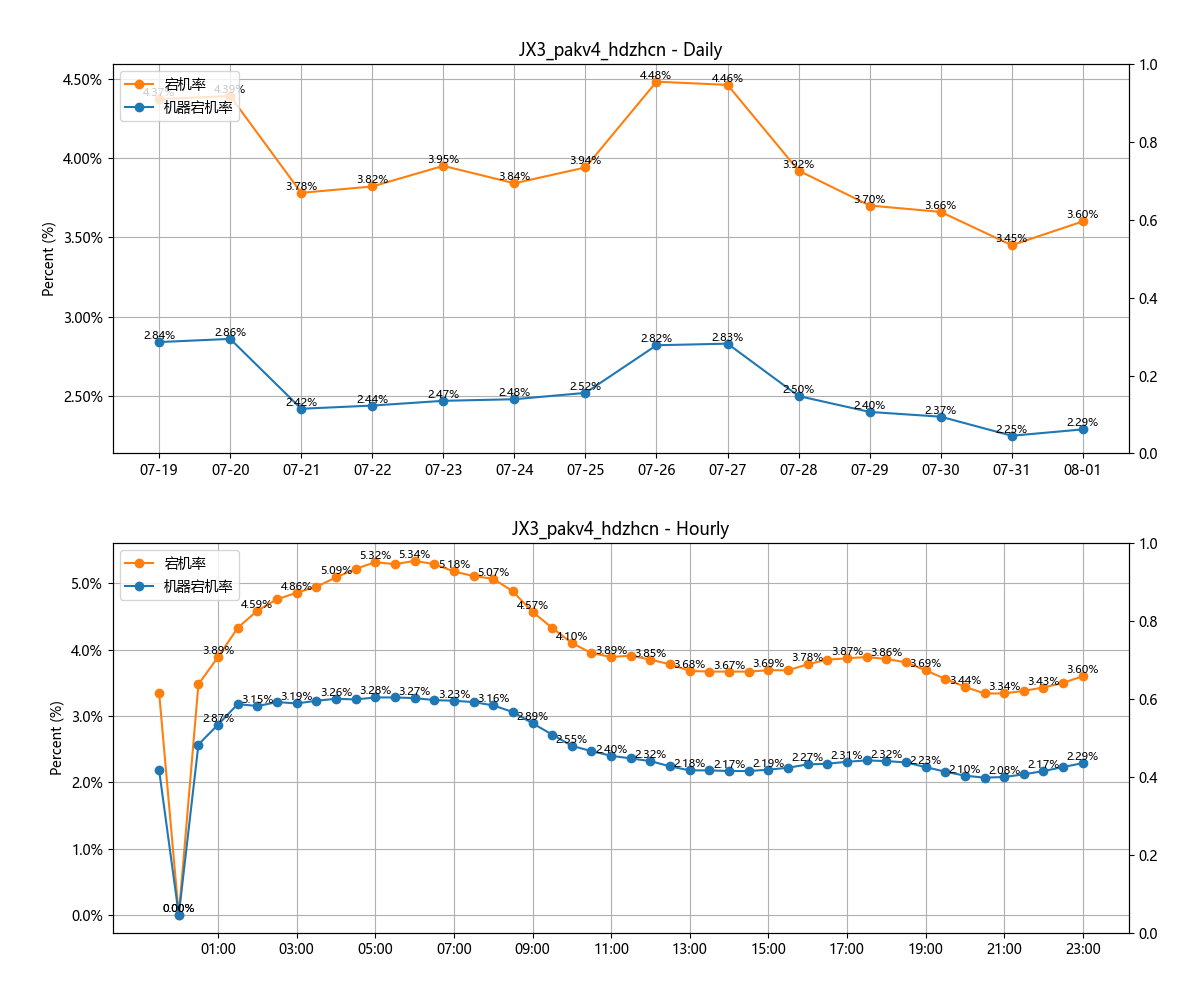 JX3_pakv4_hdzhcn - Daily
宕机率
机器宕机率
4.50%
4.00%
3.50%
3.00%
2.50%
Percent (%)
1.0
0.8
0.6
0.4
0.2
0.0
4.37% 4.39% 3.78% 3.82% 3.95% 3.84% 3.94% 4.48% 4.46% 3.92% 3.70% 3.66% 3.45% 3.60%
2.84% 2.86% 2.42% 2.44% 2.47% 2.48% 2.52% 2.82% 2.83% 2.50% 2.40% 2.37% 2.25% 2.29%
07-19 07-20 07-21 07-22 07-23 07-24 07-25 07-26 07-27 07-28 07-29 07-30 07-31 08-01
JX3_pakv4_hdzhcn - Hourly
宕机率
机器宕机率
5.0%
4.0%
3.0%
2.0%
1.0%
0.0%
Percent (%)
1.0
0.8
0.6
0.4
0.2
0.0
0.00% 3.89% 4.59% 4.86% 5.09% 5.32% 5.34% 5.18% 5.07% 4.57% 4.10% 3.89% 3.85% 3.68% 3.67% 3.69% 3.78% 3.87% 3.86% 3.69% 3.44% 3.34% 3.43% 3.60%
0.00% 2.87% 3.15% 3.19% 3.26% 3.28% 3.27% 3.23% 3.16% 2.89% 2.55% 2.40% 2.32% 2.18% 2.17% 2.19% 2.27% 2.31% 2.32% 2.23% 2.10% 2.08% 2.17% 2.29%
01:00 03:00 05:00 07:00 09:00 11:00 13:00 15:00 17:00 19:00 21:00 23:00